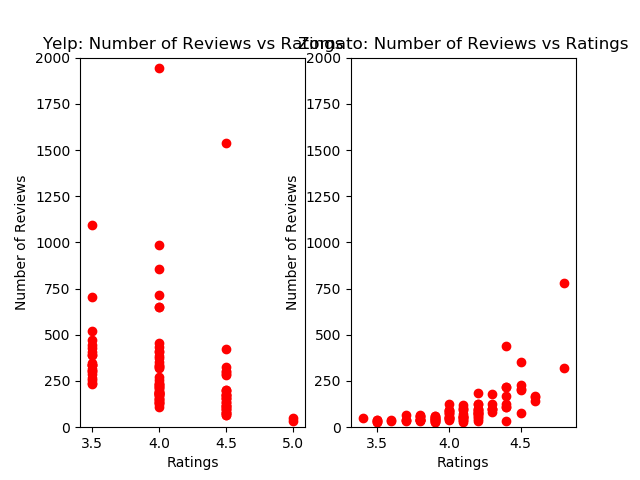 Yelp: Number of Reviews vs Ratings
Zomato: Number of Reviews vs Ratings
2000
1750
1500
1250
1000
750
500
250
0
Number of Reviews
3.5 4.0 4.5 5.0
Ratings
2000
1750
1500
1250
1000
750
500
250
0
Number of Reviews
3.5 4.0 4.5
Ratings